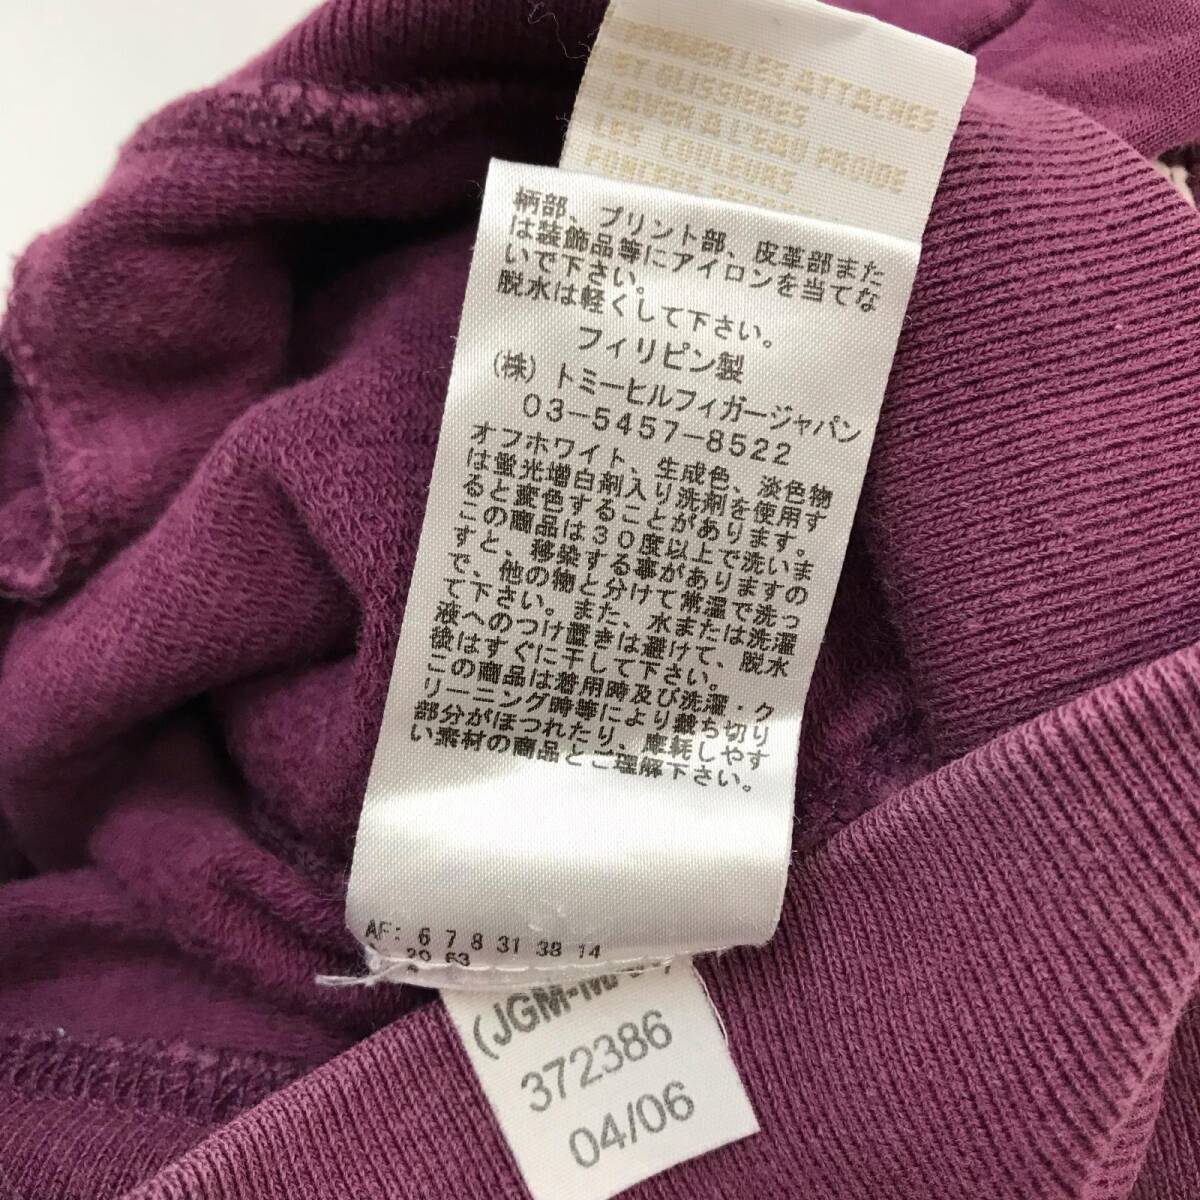 FERMER LES ATTACHES
ET GLISSIERES
LAVER A L'EAU FROIDE
LES COULEURS
柄部、プリント部、皮革部また
は装飾品等にアイロンを当てな
いで下さい。
脱水は軽くして下さい。
フィリピン製
(株)トミーヒルフィガージャパン
03-5457-8522
オフホワイト、生成色、淡色物
は蛍光増白剤入り洗剤を使用す
ると変色することがあります。
この商品は30度以上で洗いま
すと、移染する事がありますの
で、他の物と分けて常温で洗っ
て下さい。また、水または洗濯
液へのつけ置きは避けて、脱水
後はすぐに干して下さい。
この商品は着用時及び洗濯・ク
リーニング時等により裁ち切り
部分がほつれたり、摩耗しやす
い素材の商品とご理解下さい。
AF: 6 7 8 31 38 14
29 63
372386
04/06